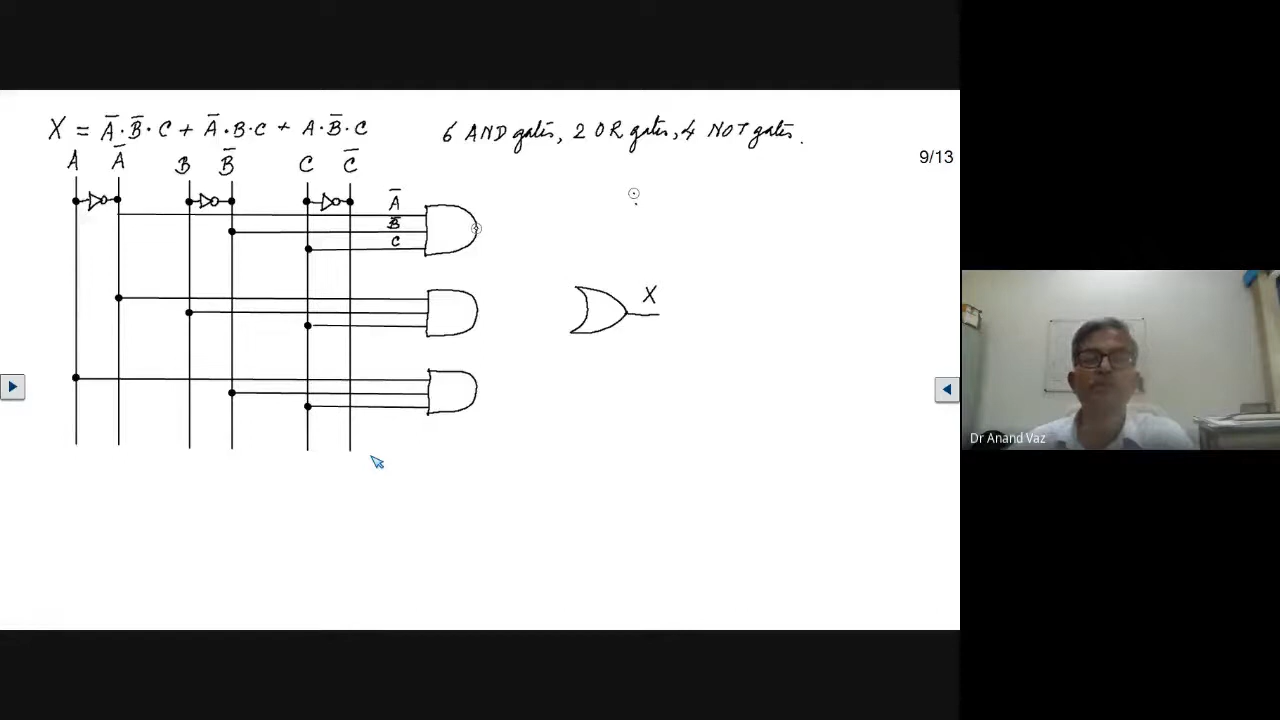 X = A̅·B̅·C + A̅·B·C + A·B̅·C
6 AND gates, 2 OR gates, 4 NOT gates.
9/13
A A̅ B B̅ C C̅
A̅
B̅
C
X
Dr Anand Vaz